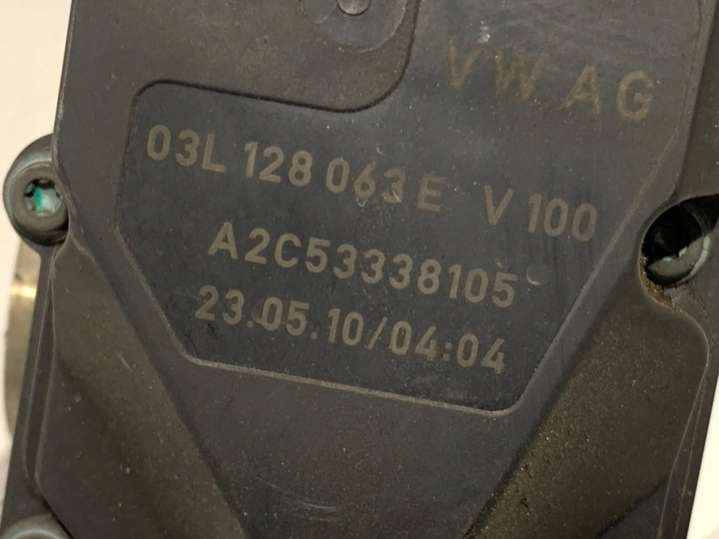 VW AG
03L 128 063 E V 100
A2C53338105
23.05.10/04:04